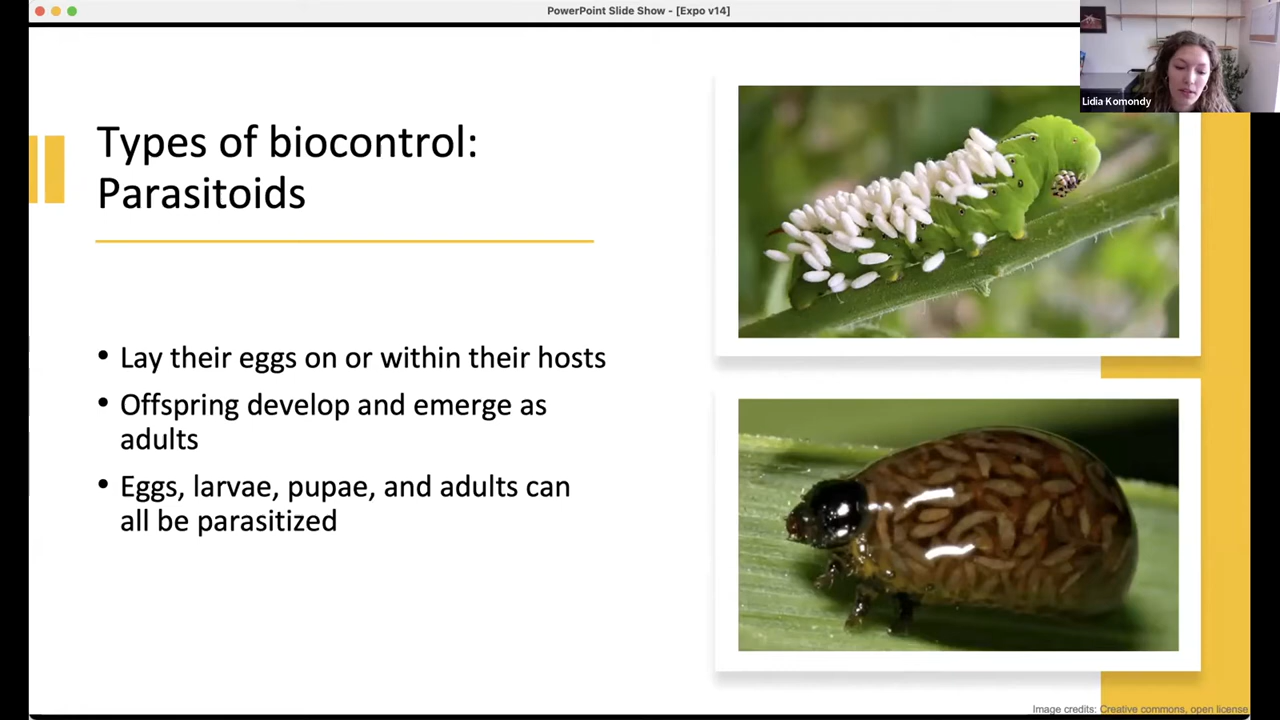 PowerPoint Slide Show - [Expo v14]
Lidia Komondy
Types of biocontrol:
Parasitoids
• Lay their eggs on or within their hosts
• Offspring develop and emerge as
adults
• Eggs, larvae, pupae, and adults can
all be parasitized
Image credits: Creative commons, open license